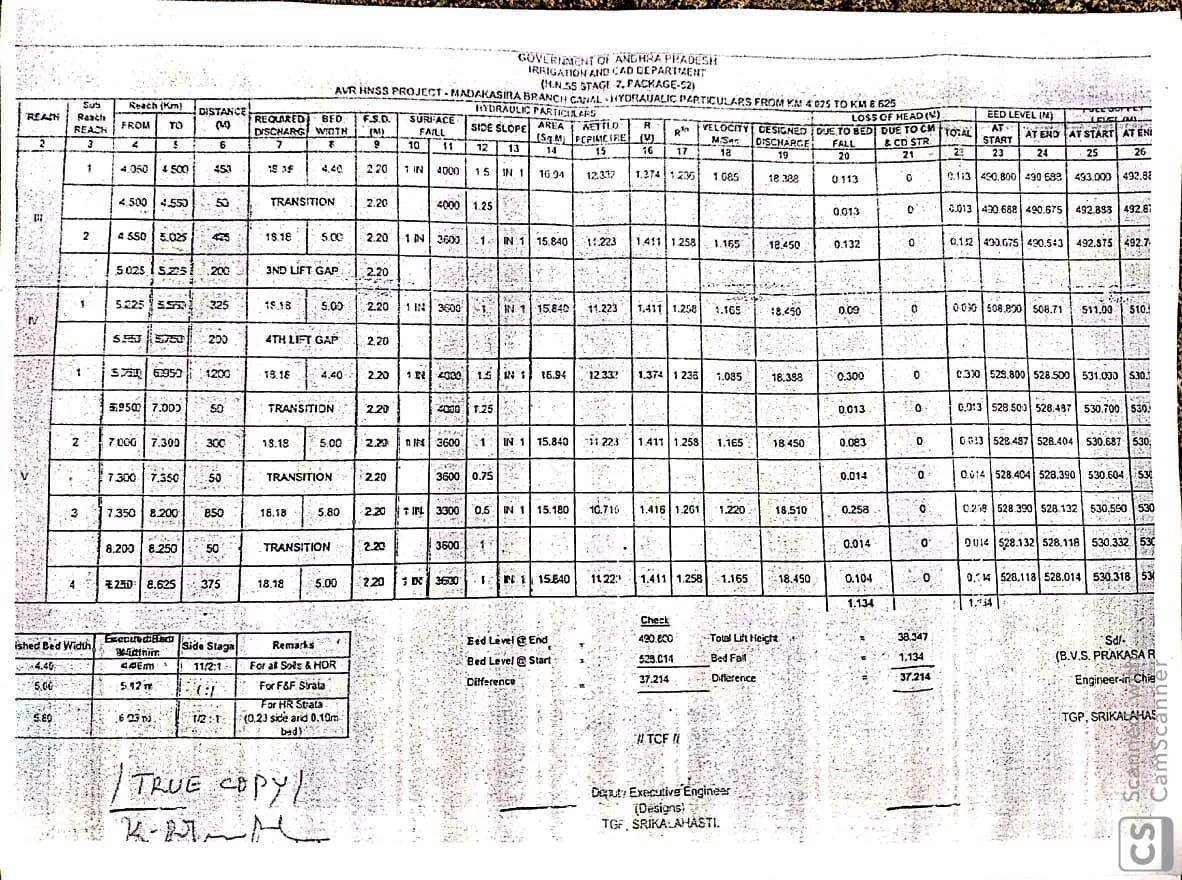 GOVERNMENT OF ANDHRA PRADESH
IRRIGATION AND CAD DEPARTMENT
(H.N.SS STAGE 2, PACKAGE-52)
AVR HNSS PROJECT - MADAKASIRA BRANCH CANAL - HYDRAUALIC PARTICULARS FROM KM 4.025 TO KM 8.625
REACH Sub Reach REACH Reach (Km) DISTANCE (M) HYDRAULIC PARTICULARS LOSS OF HEAD (M) BED LEVEL (M) LEVEL (M)
FROM TO REQUIRED DISCHARG BED WIDTH F.S.D. (M) SURFACE FALL SIDE SLOPE AREA (Sq.M) R (V) VELOCITY M/Sec DESIGNED DISCHARGE DUE TO BED FALL DUE TO CM & CD STR. TOTAL AT START AT END AT START AT EN
2 3 4 5 6 7 8 9 10 11 12 13 14 15 16 17 18 19 20 21 23 24 25 26
III 1 4.050 4.500 450 4.40 2.20 1 IN 4000 1.5 IN 1 16.94 12.332 1.374 1.236 1.085 18.388 0.113 0 0.113 490.800 490.688 493.000 492.88
4.500 4.550 50 TRANSITION 2.20 4000 1.25 0.013 0 0.013 490.688 490.675 492.888 492.87
2 4.550 5.025 475 18.18 5.00 2.20 1 IN 3600 1 IN 1 15.840 11.223 1.411 1.258 1.165 18.450 0.132 0 0.132 490.675 490.543 492.875 492.7
5.025 5.225 200 3ND LIFT GAP 2.20
IV 1 5.225 5.550 325 18.18 5.00 2.20 1 IN 3600 1 IN 1 15.840 11.223 1.411 1.258 1.165 18.450 0.09 0 0.090 508.800 508.71 511.00 510.
5.550 5.750 200 4TH LIFT GAP 2.20
V 1 5.750 6.950 1200 18.18 4.40 2.20 1 IN 4000 1.5 IN 1 16.94 12.332 1.374 1.236 1.085 18.388 0.300 0 0.300 528.800 528.500 531.000 530.
7.000 50 TRANSITION 2.20 4000 1.25 0.013 0 0.013 528.500 528.487 530.700 530.
2 7.000 7.300 300 18.18 5.00 2.20 1 IN 3600 1 IN 1 15.840 11.223 1.411 1.258 1.165 18.450 0.083 0 0.083 528.487 528.404 530.687 530.
7.300 7.350 50 TRANSITION 2.20 3600 0.75 0.014 0 0.014 528.404 528.390 530.604 530
3 7.350 8.200 850 18.18 5.80 2.20 1 IN 3300 0.5 IN 1 15.180 10.716 1.416 1.261 1.220 18.510 0.258 0 0.258 528.390 528.132 530.590 530
8.200 8.250 50 TRANSITION 2.20 3600 1 0.014 0 0.014 528.132 528.118 530.332 530
4 8.250 8.625 375 18.18 5.00 2.20 1 IN 3600 1 IN 1 15.840 11.223 1.411 1.258 1.165 18.450 0.104 0 528.118 528.014 530.318 53
1.134 1.134
Check
Bed Level @ End = 490.800 Total Lift Height = 38.347
Bed Level @ Start = 528.014 Bed Fall = 1.134
Difference = 37.214 Difference = 37.214
ished Bed Width Executed Bed Width in Side Stage Remarks
4.40 11/2:1 For all Soils & HDR
5.00 5.12 m 1:1 For F&F Strata
5.80 1/2:1 For HR Strata (0.23 side and 0.10m bed)
Sd/-
(B.V.S. PRAKASA R
Engineer-in-Chie
TGP, SRIKALAHAS
// TCF //
/ TRUE COPY /
Deputy Executive Engineer
(Designs)
TGF, SRIKALAHASTI.
Scanned with
CamScanner
CS